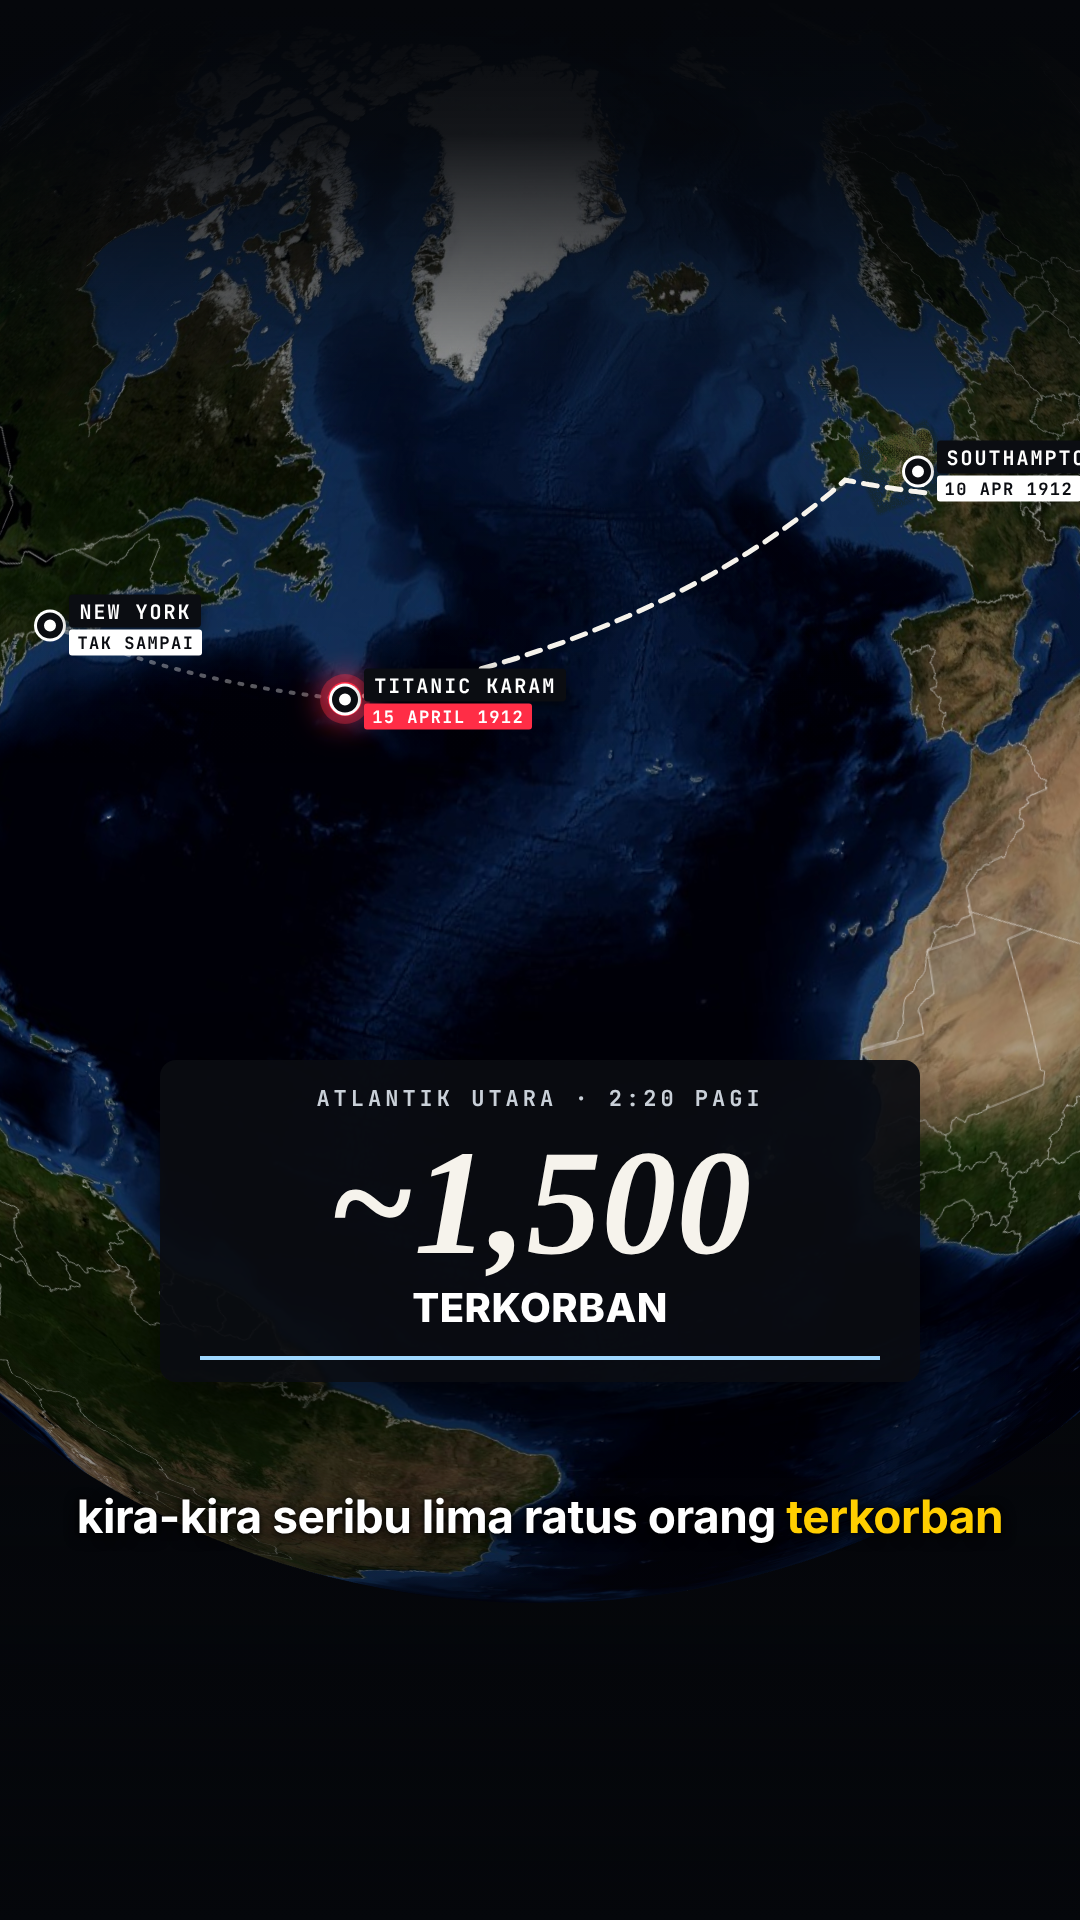 SOUTHAMPTO
10 APR 1912
NEW YORK
TAK SAMPAI
TITANIC KARAM
15 APRIL 1912
ATLANTIK UTARA · 2:20 PAGI
~1,500
TERKORBAN
kira-kira seribu lima ratus orang terkorban